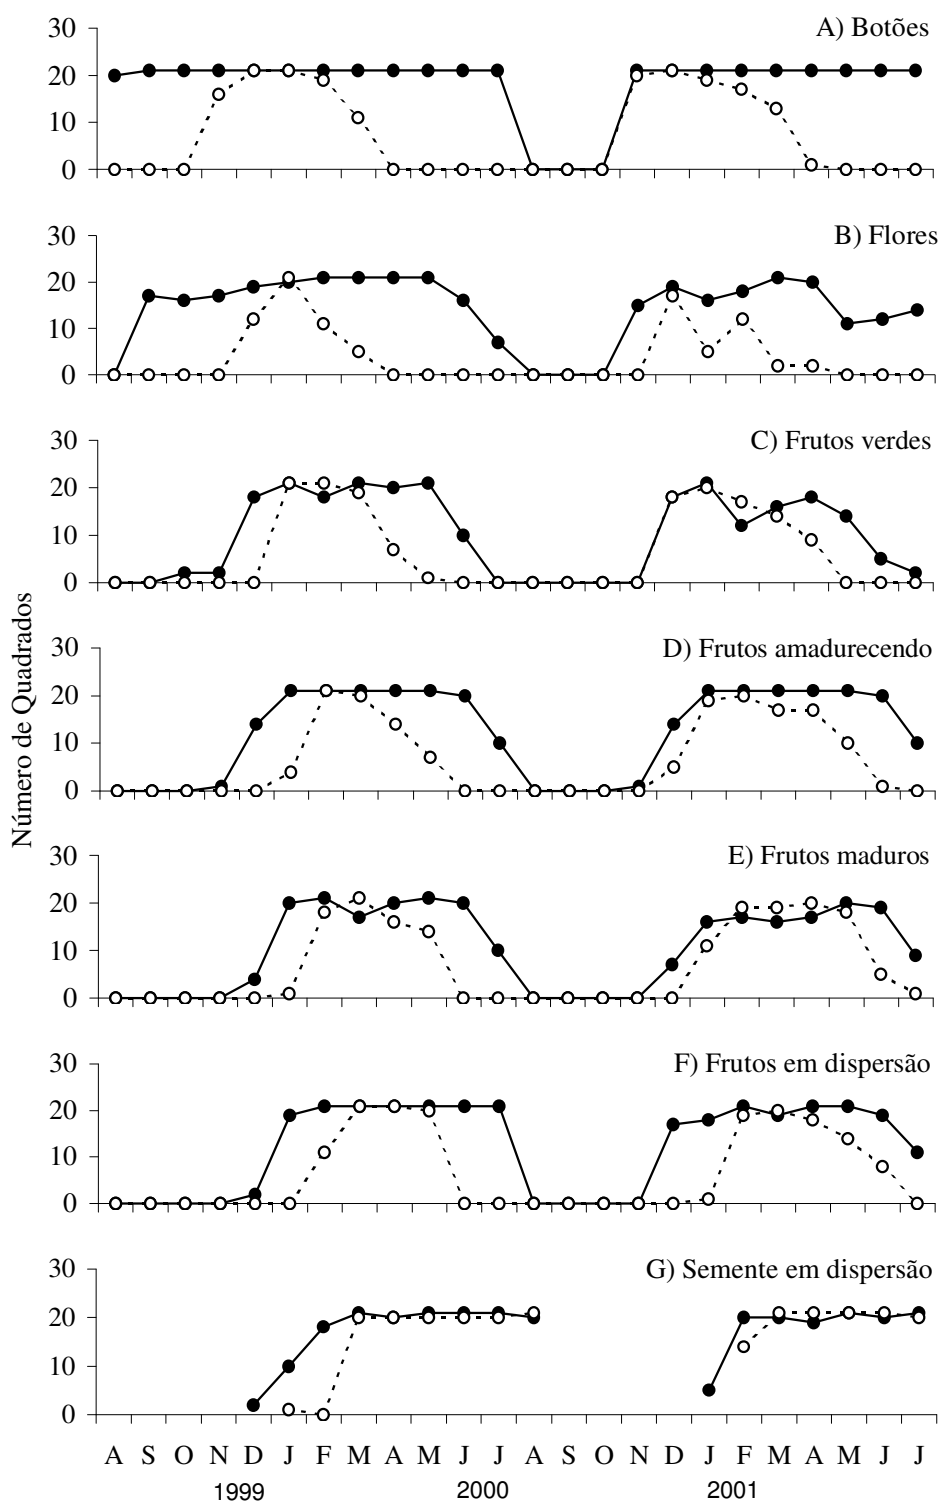 A) Botões
30
20
10
0
B) Flores
30
20
10
0
C) Frutos verdes
30
20
10
0
D) Frutos amadurecendo
30
20
10
0
Número de Quadrados
E) Frutos maduros
30
20
10
0
F) Frutos em dispersão
30
20
10
0
G) Semente em dispersão
30
20
10
0
A S O N D J F M A M J J A S O N D J F M A M J J
1999 2000 2001